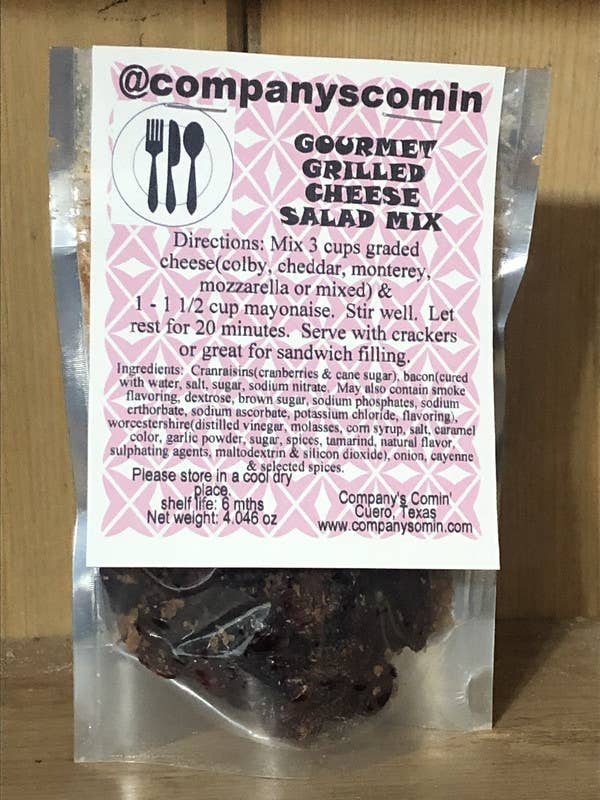 @companyscomin
GOURMET
GRILLED
CHEESE
SALAD MIX
Directions: Mix 3 cups graded
cheese(colby, cheddar, monterey,
mozzarella or mixed) &
1 - 1 1/2 cup mayonaise. Stir well. Let
rest for 20 minutes. Serve with crackers
or great for sandwich filling.
Ingredients: Cranraisins(cranberries & cane sugar), bacon(cured
with water, salt, sugar, sodium nitrate. May also contain smoke
flavoring, dextrose, brown sugar, sodium phosphates, sodium
erthorbate, sodium ascorbate, potassium chloride, flavoring),
worcestershire(distilled vinegar, molasses, corn syrup, salt, caramel
color, garlic powder, sugar, spices, tamarind, natural flavor,
sulphating agents, maltodextrin & silicon dioxide), onion, cayenne
& selected spices.
Please store in a cool dry
place.
shelf life: 6 mths
Net weight: 4.046 oz
Company's Comin'
Cuero, Texas
www.companysomin.com